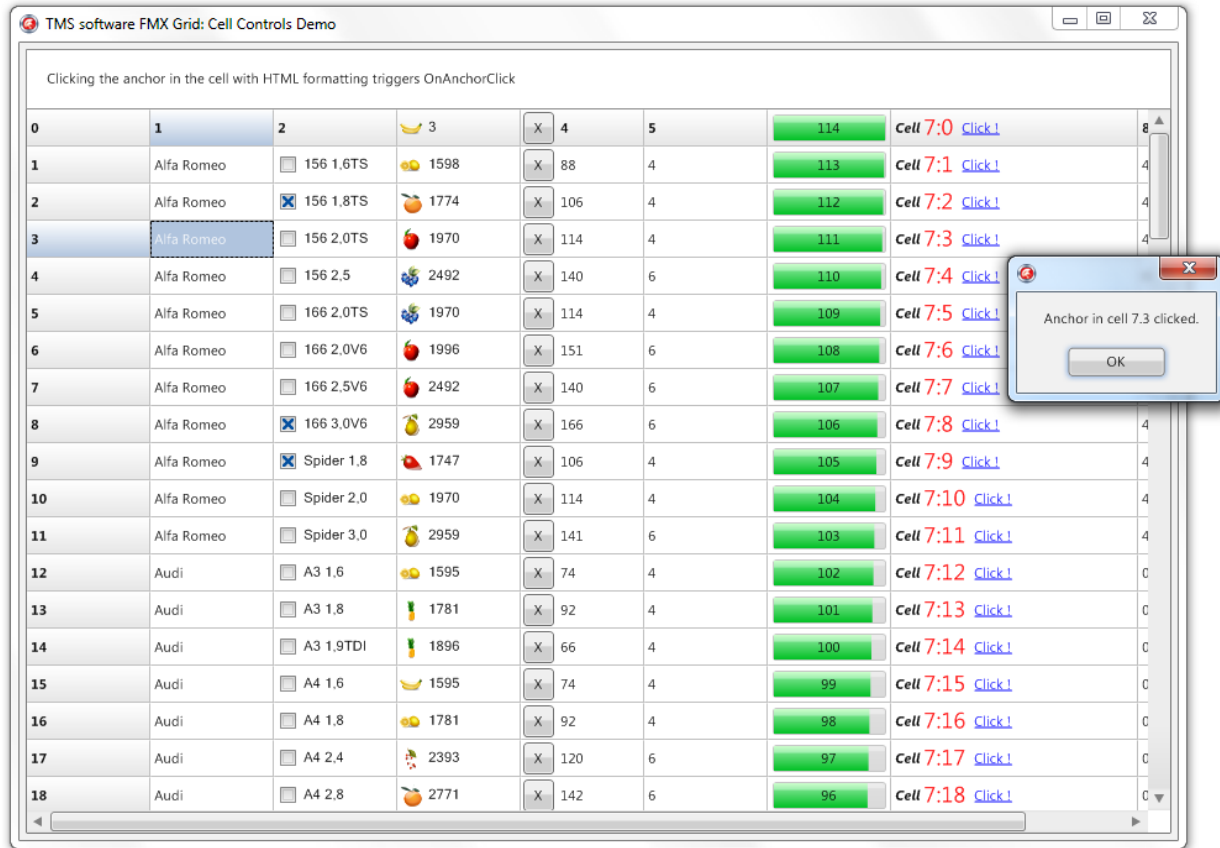 TMS software FMX Grid: Cell Controls Demo
Clicking the anchor in the cell with HTML formatting triggers OnAnchorClick
0 1 2 3 X 4 5 114 Cell 7:0 Click ! 8
1 Alfa Romeo 156 1,6TS 1598 X 88 4 113 Cell 7:1 Click ! 4
2 Alfa Romeo 156 1,8TS 1774 X 106 4 112 Cell 7:2 Click ! 4
3 Alfa Romeo 156 2,0TS 1970 X 114 4 111 Cell 7:3 Click ! 4
4 Alfa Romeo 156 2,5 2492 X 140 6 110 Cell 7:4 Click !
5 Alfa Romeo 166 2,0TS 1970 X 114 4 109 Cell 7:5 Click !
Anchor in cell 7.3 clicked.
6 Alfa Romeo 166 2,0V6 1996 X 151 6 108 Cell 7:6 Click !
OK
7 Alfa Romeo 166 2,5V6 2492 X 140 6 107 Cell 7:7 Click !
8 Alfa Romeo 166 3,0V6 2959 X 166 6 106 Cell 7:8 Click ! 4
9 Alfa Romeo Spider 1,8 1747 X 106 4 105 Cell 7:9 Click ! 4
10 Alfa Romeo Spider 2,0 1970 X 114 4 104 Cell 7:10 Click ! 4
11 Alfa Romeo Spider 3,0 2959 X 141 6 103 Cell 7:11 Click ! 4
12 Audi A3 1,6 1595 X 74 4 102 Cell 7:12 Click ! 0
13 Audi A3 1,8 1781 X 92 4 101 Cell 7:13 Click ! 0
14 Audi A3 1,9TDI 1896 X 66 4 100 Cell 7:14 Click ! 0
15 Audi A4 1,6 1595 X 74 4 99 Cell 7:15 Click ! 0
16 Audi A4 1,8 1781 X 92 4 98 Cell 7:16 Click ! 0
17 Audi A4 2,4 2393 X 120 6 97 Cell 7:17 Click ! 0
18 Audi A4 2,8 2771 X 142 6 96 Cell 7:18 Click ! 0